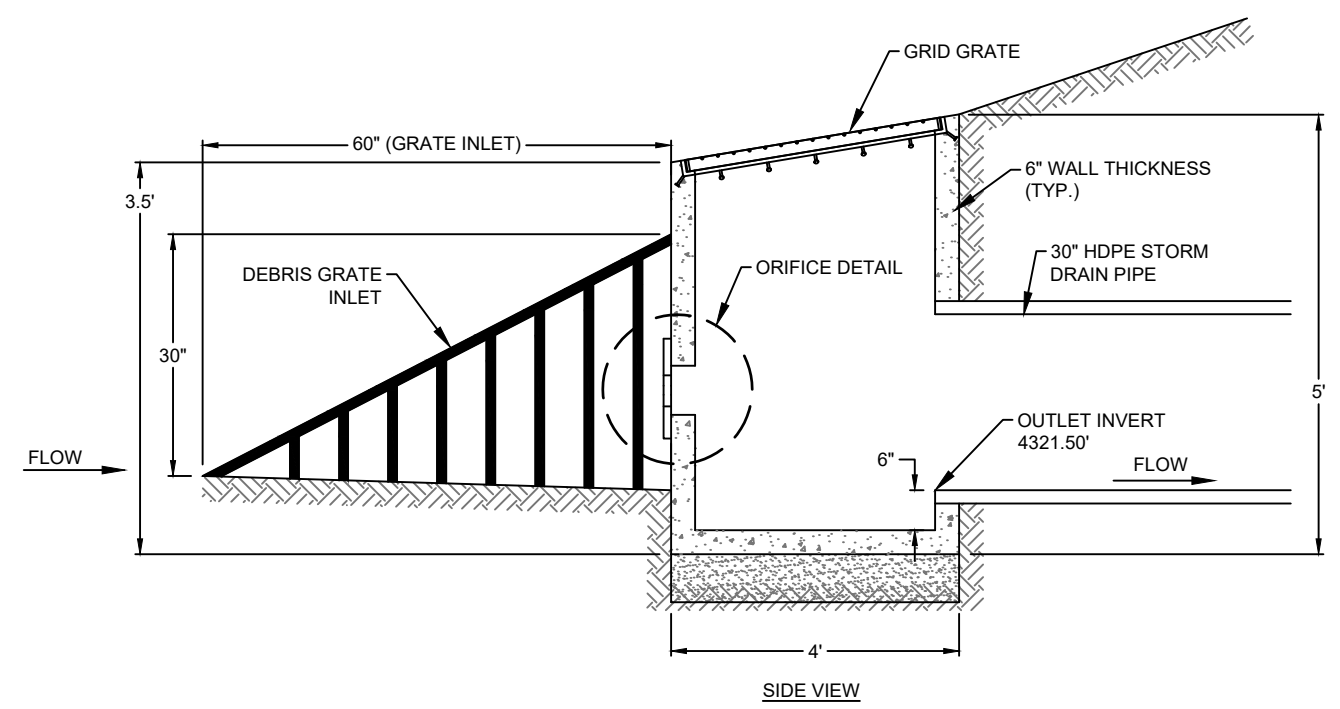 GRID GRATE
60" (GRATE INLET)
3.5'
6" WALL THICKNESS
(TYP.)
DEBRIS GRATE
INLET
ORIFICE DETAIL
30" HDPE STORM
DRAIN PIPE
30"
5'
FLOW
6"
OUTLET INVERT
4321.50'
FLOW
4'
SIDE VIEW